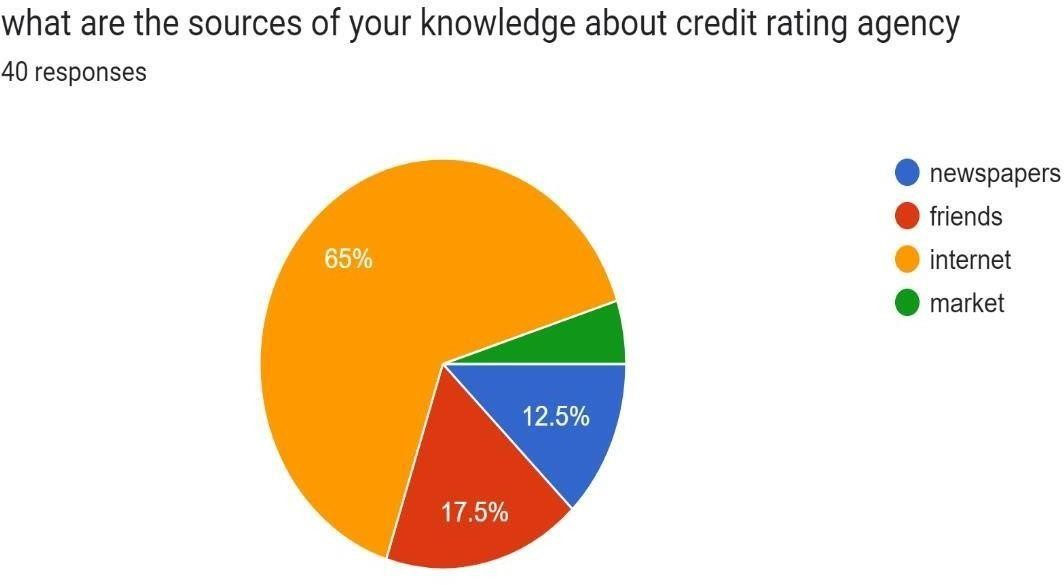 what are the sources of your knowledge about credit rating agency
40 responses
newspapers
friends
internet
market
65%
12.5%
17.5%